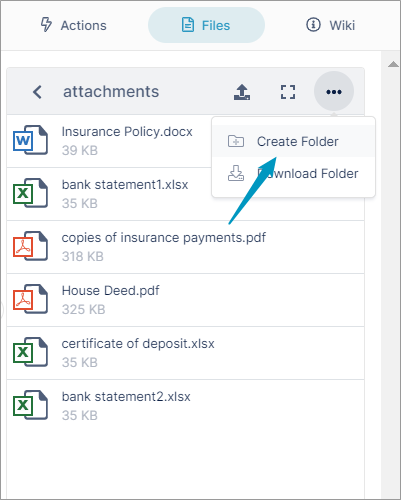 Actions Files Wiki
attachments
Insurance Policy.docx
39 KB
Create Folder
Download Folder
bank statement1.xlsx
35 KB
copies of insurance payments.pdf
318 KB
House Deed.pdf
325 KB
certificate of deposit.xlsx
35 KB
bank statement2.xlsx
35 KB